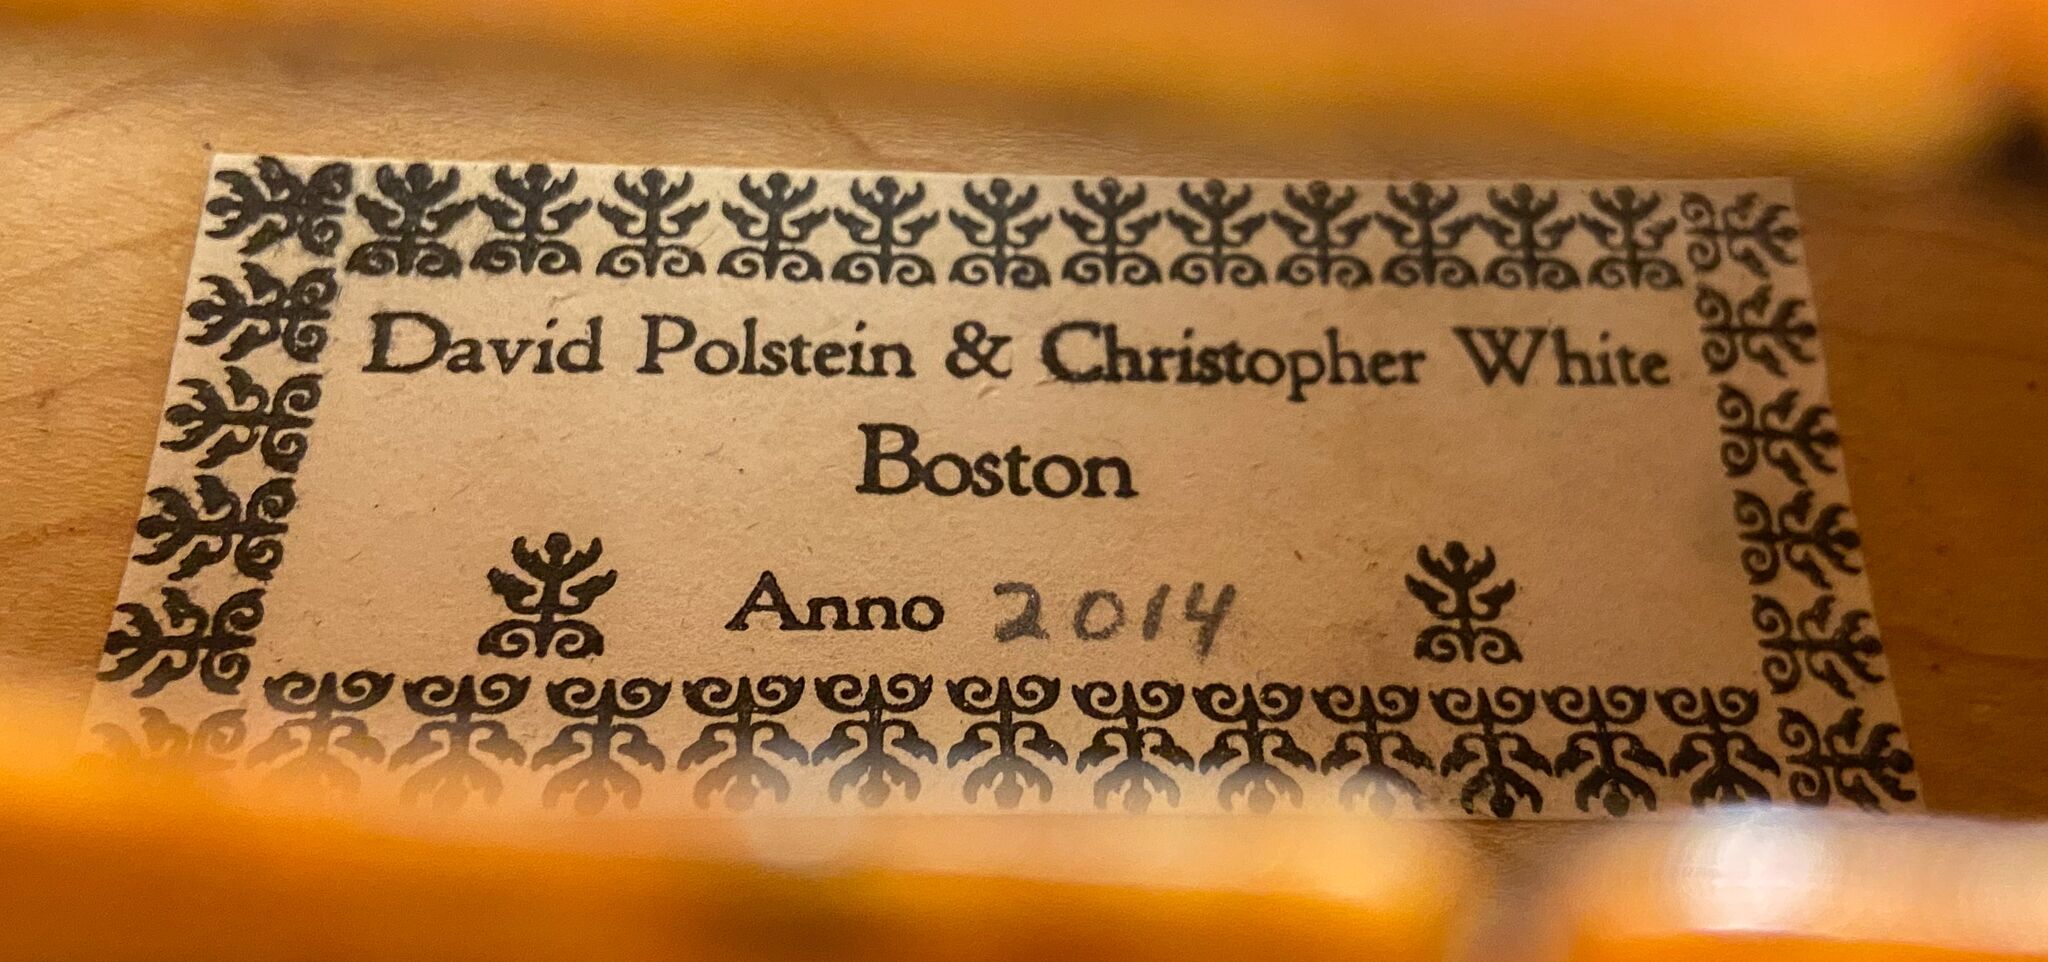 David Polstein & Christopher White
Boston
Anno 2014